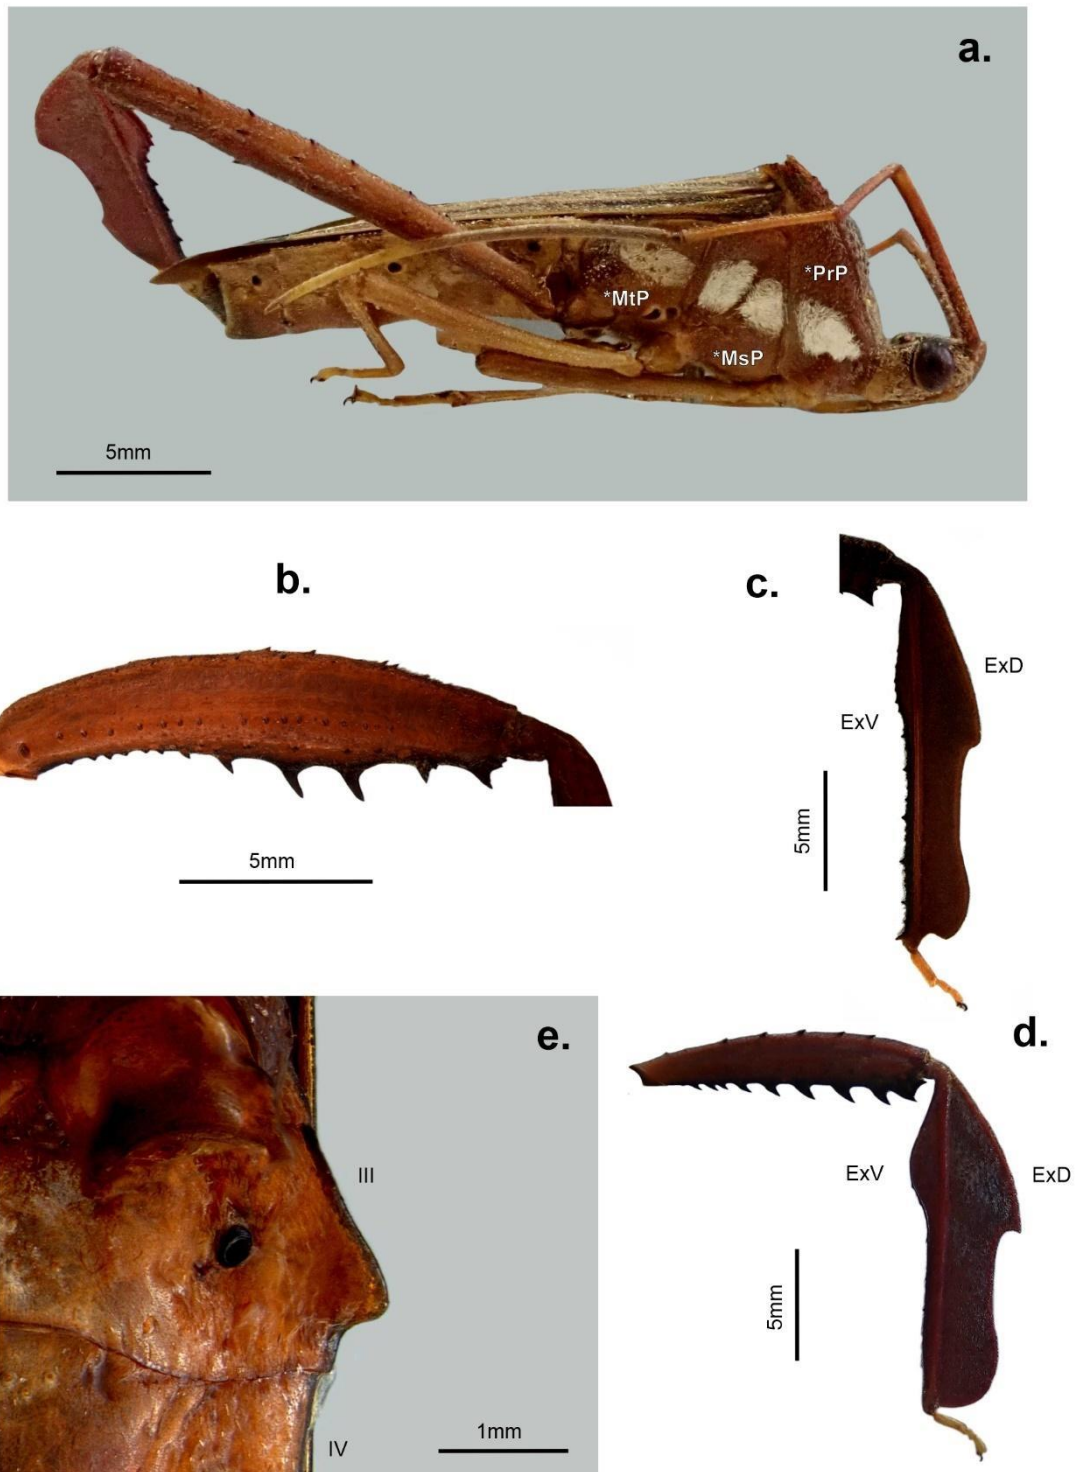 a.
*PrP
*MtP
*MsP
5mm
b.
c.
ExD
ExV
5mm
5mm
e.
d.
III
ExV
ExD
5mm
1mm
IV